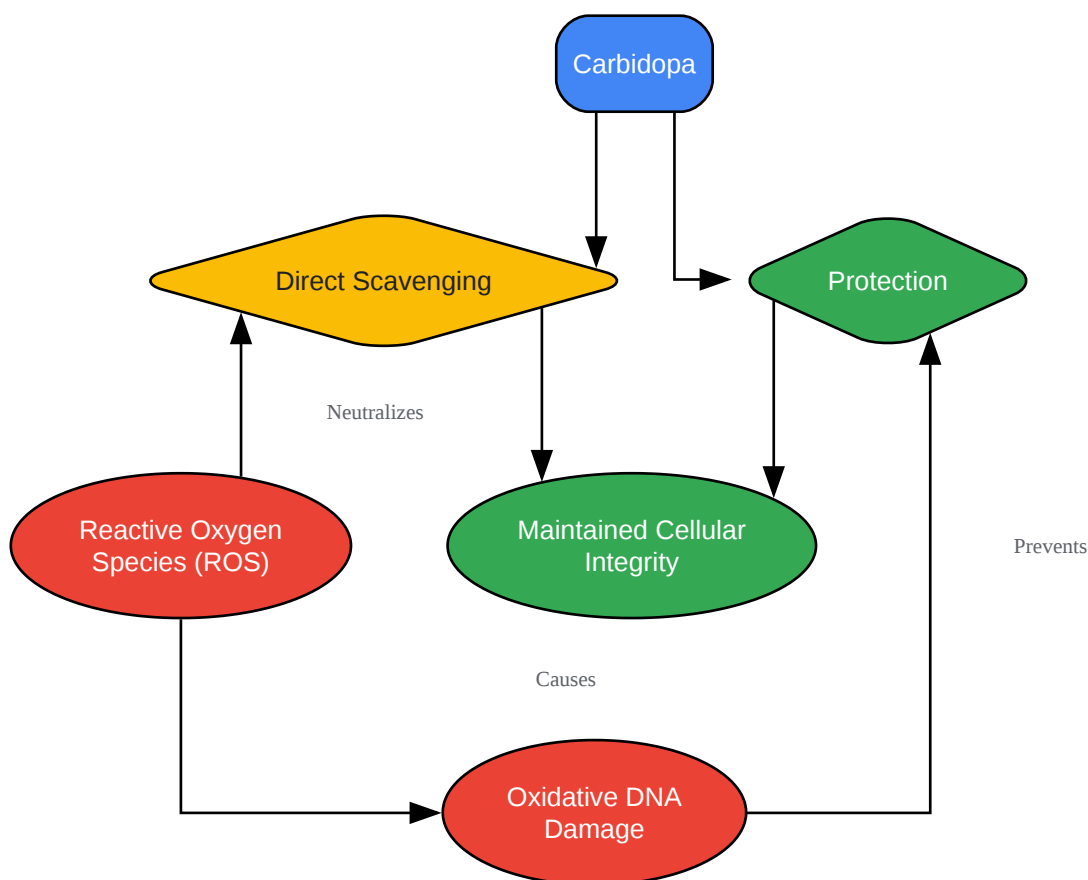 Carbidopa
Direct Scavenging
Protection
Neutralizes
Reactive Oxygen
Species (ROS)
Maintained Cellular
Integrity
Prevents
Causes
Oxidative DNA
Damage